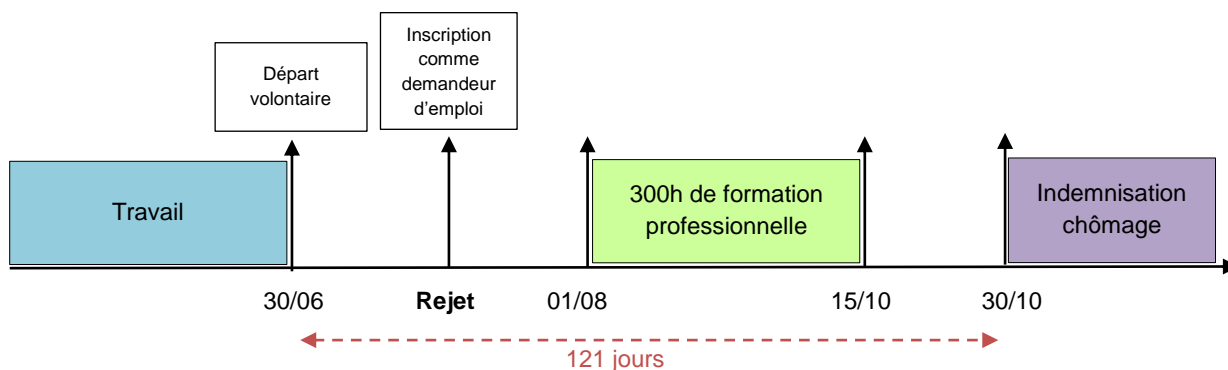 Départ
volontaire
Inscription
comme
demandeur
d’emploi
Travail
300h de formation
professionnelle
Indemnisation
chômage
30/06
Rejet
01/08
15/10
30/10
121 jours